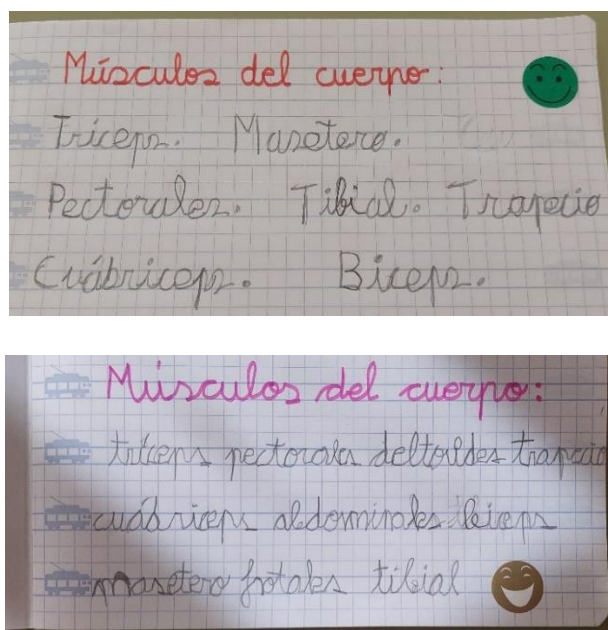 Músculos del cuerpo:
Tríceps. Masetero.
Pectorales. Tibial. Trapecio
Cuábriceps. Bíceps.
Músculos del cuerpo:
tríceps pectorales deltoides trapecio
cuábriceps abdominales bíceps
masetero frotales tibial